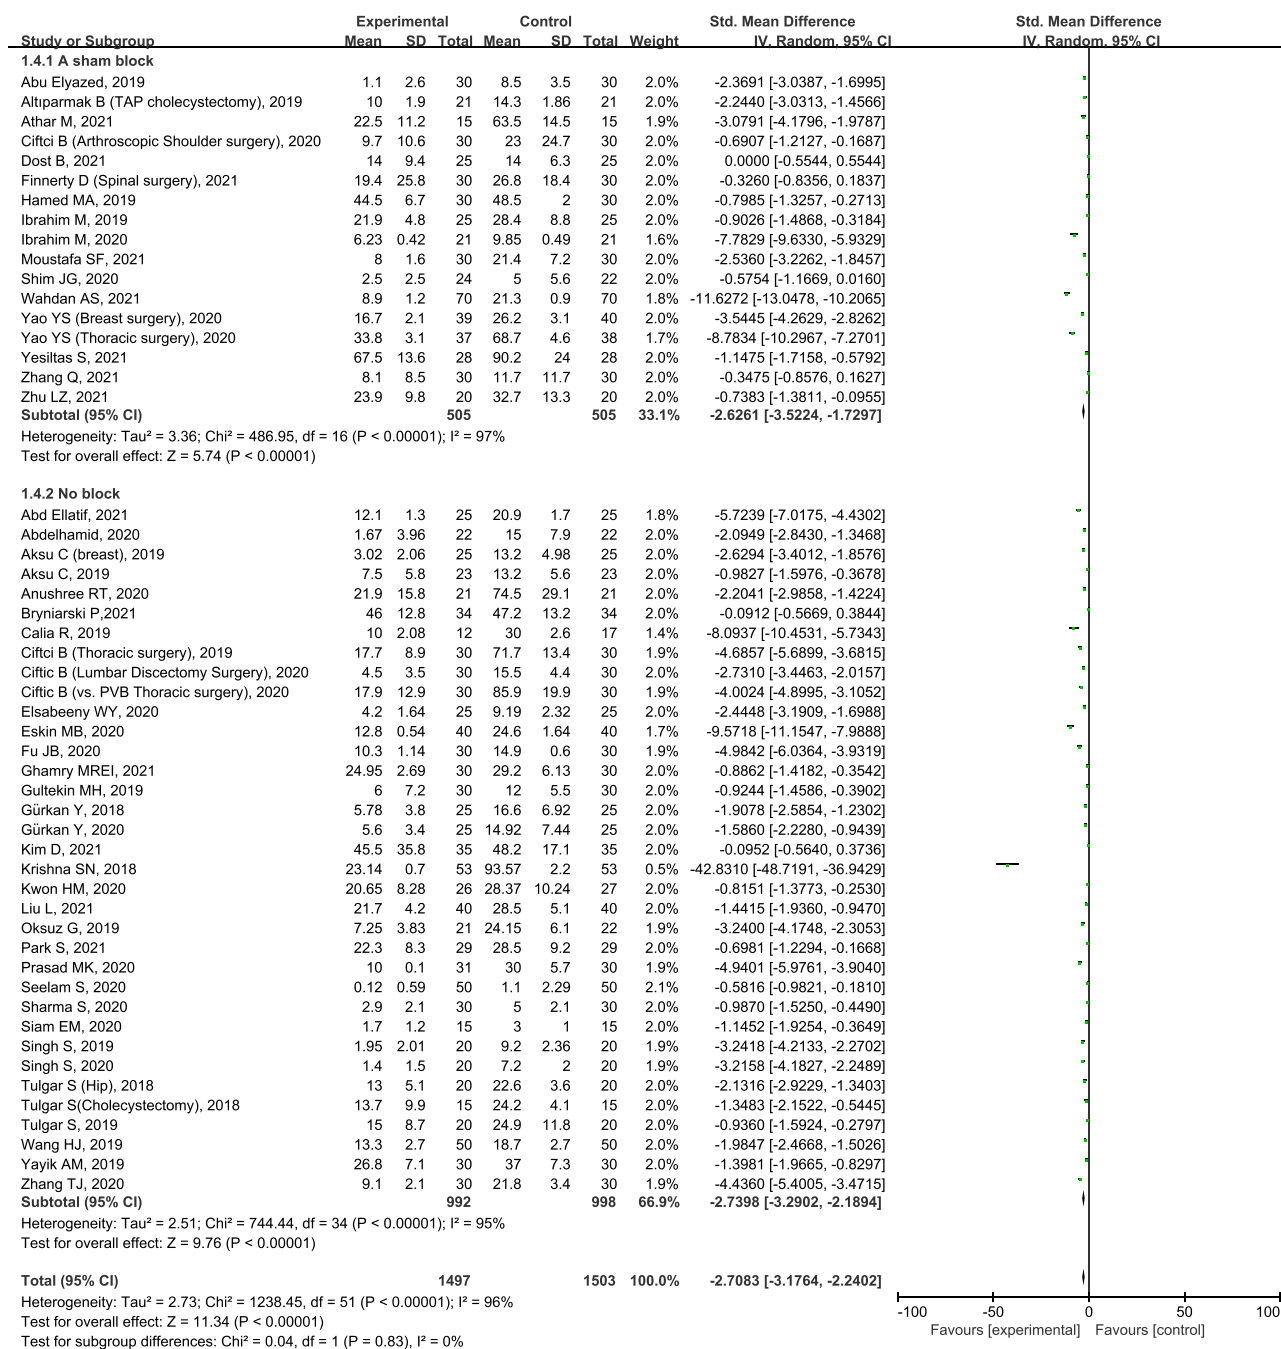 Experimental Control Std. Mean Difference Std. Mean Difference
Study or Subgroup Mean SD Total Mean SD Total Weight IV. Random. 95% CI IV. Random. 95% CI
1.4.1 A sham block
Abu Elyazed, 2019 1.1 2.6 30 8.5 3.5 30 2.0% -2.3691 [-3.0387, -1.6995]
Altıparmak B (TAP cholecystectomy), 2019 10 1.9 21 14.3 1.86 21 2.0% -2.2440 [-3.0313, -1.4566]
Athar M, 2021 22.5 11.2 15 63.5 14.5 15 1.9% -3.0791 [-4.1796, -1.9787]
Ciftci B (Arthroscopic Shoulder surgery), 2020 9.7 10.6 30 23 24.7 30 2.0% -0.6907 [-1.2127, -0.1687]
Dost B, 2021 14 9.4 25 14 6.3 25 2.0% 0.0000 [-0.5544, 0.5544]
Finnerty D (Spinal surgery), 2021 19.4 25.8 30 26.8 18.4 30 2.0% -0.3260 [-0.8356, 0.1837]
Hamed MA, 2019 44.5 6.7 30 48.5 2 30 2.0% -0.7985 [-1.3257, -0.2713]
Ibrahim M, 2019 21.9 4.8 25 28.4 8.8 25 2.0% -0.9026 [-1.4868, -0.3184]
Ibrahim M, 2020 6.23 0.42 21 9.85 0.49 21 1.6% -7.7829 [-9.6330, -5.9329]
Moustafa SF, 2021 8 1.6 30 21.4 7.2 30 2.0% -2.5360 [-3.2262, -1.8457]
Shim JG, 2020 2.5 2.5 24 5 5.6 22 2.0% -0.5754 [-1.1669, 0.0160]
Wahdan AS, 2021 8.9 1.2 70 21.3 0.9 70 1.8% -11.6272 [-13.0478, -10.2065]
Yao YS (Breast surgery), 2020 16.7 2.1 39 26.2 3.1 40 2.0% -3.5445 [-4.2629, -2.8262]
Yao YS (Thoracic surgery), 2020 33.8 3.1 37 68.7 4.6 38 1.7% -8.7834 [-10.2967, -7.2701]
Yesiltas S, 2021 67.5 13.6 28 90.2 24 28 2.0% -1.1475 [-1.7158, -0.5792]
Zhang Q, 2021 8.1 8.5 30 11.7 11.7 30 2.0% -0.3475 [-0.8576, 0.1627]
Zhu LZ, 2021 23.9 9.8 20 32.7 13.3 20 2.0% -0.7383 [-1.3811, -0.0955]
Subtotal (95% CI) 505 505 33.1% -2.6261 [-3.5224, -1.7297]
Heterogeneity: Tau² = 3.36; Chi² = 486.95, df = 16 (P < 0.00001); I² = 97%
Test for overall effect: Z = 5.74 (P < 0.00001)
1.4.2 No block
Abd Ellatif, 2021 12.1 1.3 25 20.9 1.7 25 1.8% -5.7239 [-7.0175, -4.4302]
Abdelhamid, 2020 1.67 3.96 22 15 7.9 22 2.0% -2.0949 [-2.8430, -1.3468]
Aksu C (breast), 2019 3.02 2.06 25 13.2 4.98 25 2.0% -2.6294 [-3.4012, -1.8576]
Aksu C, 2019 7.5 5.8 23 13.2 5.6 23 2.0% -0.9827 [-1.5976, -0.3678]
Anushree RT, 2020 21.9 15.8 21 74.5 29.1 21 2.0% -2.2041 [-2.9858, -1.4224]
Bryniarski P,2021 46 12.8 34 47.2 13.2 34 2.0% -0.0912 [-0.5669, 0.3844]
Calia R, 2019 10 2.08 12 30 2.6 17 1.4% -8.0937 [-10.4531, -5.7343]
Ciftci B (Thoracic surgery), 2019 17.7 8.9 30 71.7 13.4 30 1.9% -4.6857 [-5.6899, -3.6815]
Ciftic B (Lumbar Discectomy Surgery), 2020 4.5 3.5 30 15.5 4.4 30 2.0% -2.7310 [-3.4463, -2.0157]
Ciftic B (vs. PVB Thoracic surgery), 2020 17.9 12.9 30 85.9 19.9 30 1.9% -4.0024 [-4.8995, -3.1052]
Elsabeeny WY, 2020 4.2 1.64 25 9.19 2.32 25 2.0% -2.4448 [-3.1909, -1.6988]
Eskin MB, 2020 12.8 0.54 40 24.6 1.64 40 1.7% -9.5718 [-11.1547, -7.9888]
Fu JB, 2020 10.3 1.14 30 14.9 0.6 30 1.9% -4.9842 [-6.0364, -3.9319]
Ghamry MREI, 2021 24.95 2.69 30 29.2 6.13 30 2.0% -0.8862 [-1.4182, -0.3542]
Gultekin MH, 2019 6 7.2 30 12 5.5 30 2.0% -0.9244 [-1.4586, -0.3902]
Gürkan Y, 2018 5.78 3.8 25 16.6 6.92 25 2.0% -1.9078 [-2.5854, -1.2302]
Gürkan Y, 2020 5.6 3.4 25 14.92 7.44 25 2.0% -1.5860 [-2.2280, -0.9439]
Kim D, 2021 45.5 35.8 35 48.2 17.1 35 2.0% -0.0952 [-0.5640, 0.3736]
Krishna SN, 2018 23.14 0.7 53 93.57 2.2 53 0.5% -42.8310 [-48.7191, -36.9429]
Kwon HM, 2020 20.65 8.28 26 28.37 10.24 27 2.0% -0.8151 [-1.3773, -0.2530]
Liu L, 2021 21.7 4.2 40 28.5 5.1 40 2.0% -1.4415 [-1.9360, -0.9470]
Oksuz G, 2019 7.25 3.83 21 24.15 6.1 22 1.9% -3.2400 [-4.1748, -2.3053]
Park S, 2021 22.3 8.3 29 28.5 9.2 29 2.0% -0.6981 [-1.2294, -0.1668]
Prasad MK, 2020 10 0.1 31 30 5.7 30 1.9% -4.9401 [-5.9761, -3.9040]
Seelam S, 2020 0.12 0.59 50 1.1 2.29 50 2.1% -0.5816 [-0.9821, -0.1810]
Sharma S, 2020 2.9 2.1 30 5 2.1 30 2.0% -0.9870 [-1.5250, -0.4490]
Siam EM, 2020 1.7 1.2 15 3 1 15 2.0% -1.1452 [-1.9254, -0.3649]
Singh S, 2019 1.95 2.01 20 9.2 2.36 20 1.9% -3.2418 [-4.2133, -2.2702]
Singh S, 2020 1.4 1.5 20 7.2 2 20 1.9% -3.2158 [-4.1827, -2.2489]
Tulgar S (Hip), 2018 13 5.1 20 22.6 3.6 20 2.0% -2.1316 [-2.9229, -1.3403]
Tulgar S(Cholecystectomy), 2018 13.7 9.9 15 24.2 4.1 15 2.0% -1.3483 [-2.1522, -0.5445]
Tulgar S, 2019 15 8.7 20 24.9 11.8 20 2.0% -0.9360 [-1.5924, -0.2797]
Wang HJ, 2019 13.3 2.7 50 18.7 2.7 50 2.0% -1.9847 [-2.4668, -1.5026]
Yayik AM, 2019 26.8 7.1 30 37 7.3 30 2.0% -1.3981 [-1.9665, -0.8297]
Zhang TJ, 2020 9.1 2.1 30 21.8 3.4 30 1.9% -4.4360 [-5.4005, -3.4715]
Subtotal (95% CI) 992 998 66.9% -2.7398 [-3.2902, -2.1894]
Heterogeneity: Tau² = 2.51; Chi² = 744.44, df = 34 (P < 0.00001); I² = 95%
Test for overall effect: Z = 9.76 (P < 0.00001)
Total (95% CI) 1497 1503 100.0% -2.7083 [-3.1764, -2.2402]
Heterogeneity: Tau² = 2.73; Chi² = 1238.45, df = 51 (P < 0.00001); I² = 96%
Test for overall effect: Z = 11.34 (P < 0.00001)
Test for subgroup differences: Chi² = 0.04, df = 1 (P = 0.83), I² = 0%
-100 -50 0 50 100
Favours [experimental] Favours [control]